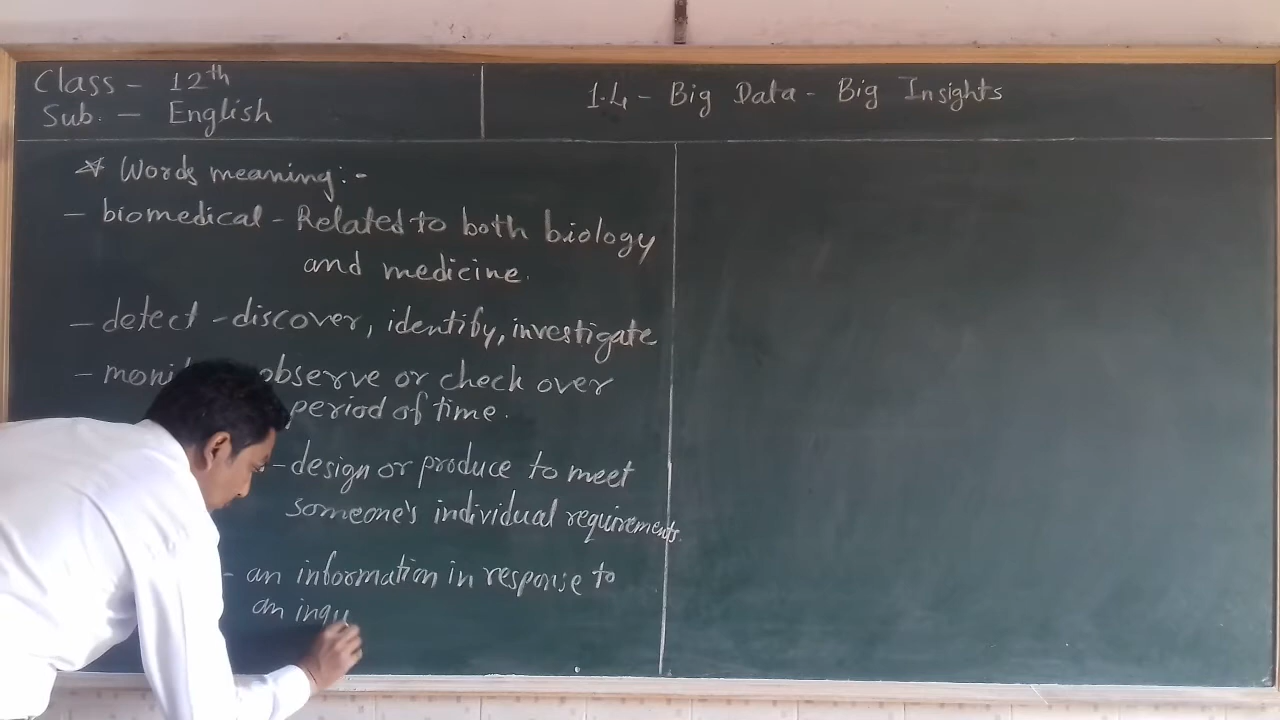 Class - 12th
Sub. - English
1.4 - Big Data - Big Insights
Words meaning:-
- biomedical - Related to both biology
and medicine.
- detect - discover, identify, investigate
- observe or check over
period of time.
- design or produce to meet
someone's individual requirements.
- an information in response to
an inqu